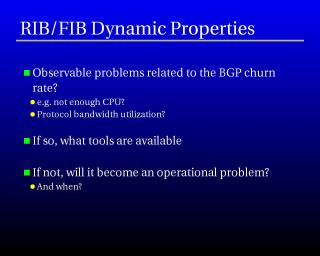 RIB/FIB Dynamic Properties
Observable problems related to the BGP churn
rate?
e.g. not enough CPU?
Protocol bandwidth utilization?
If so, what tools are available
If not, will it become an operational problem?
And when?